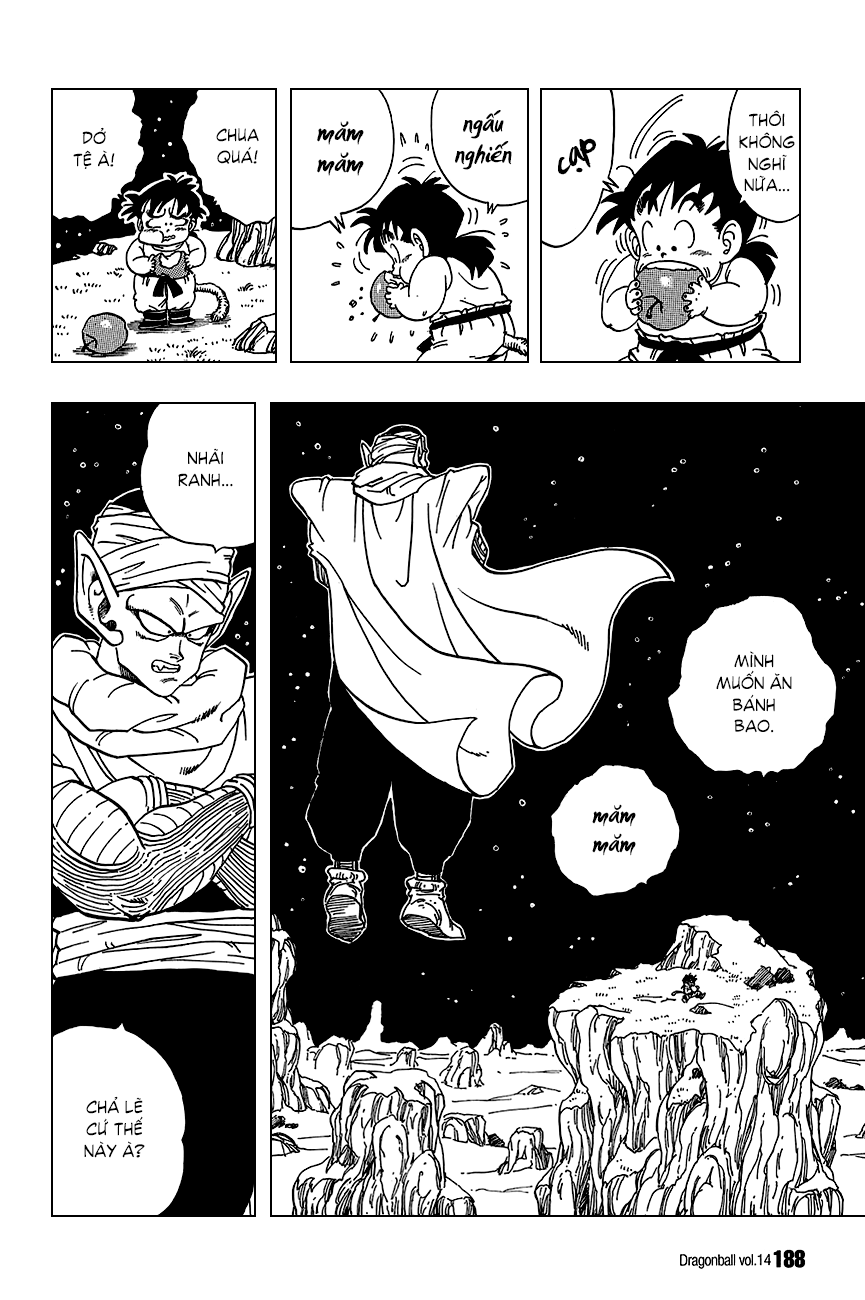 THÔI
KHÔNG
NGHĨ
NỮA...
cạp
ngấu
nghiến
măm
măm
CHUA
QUÁ!
DỞ
TỆ À!
MÌNH
MUỐN ĂN
BÁNH
BAO.
măm
măm
NHÃI
RANH...
CHẢ LẼ
CỨ THẾ
NÀY À?
Dragonball vol.14 188